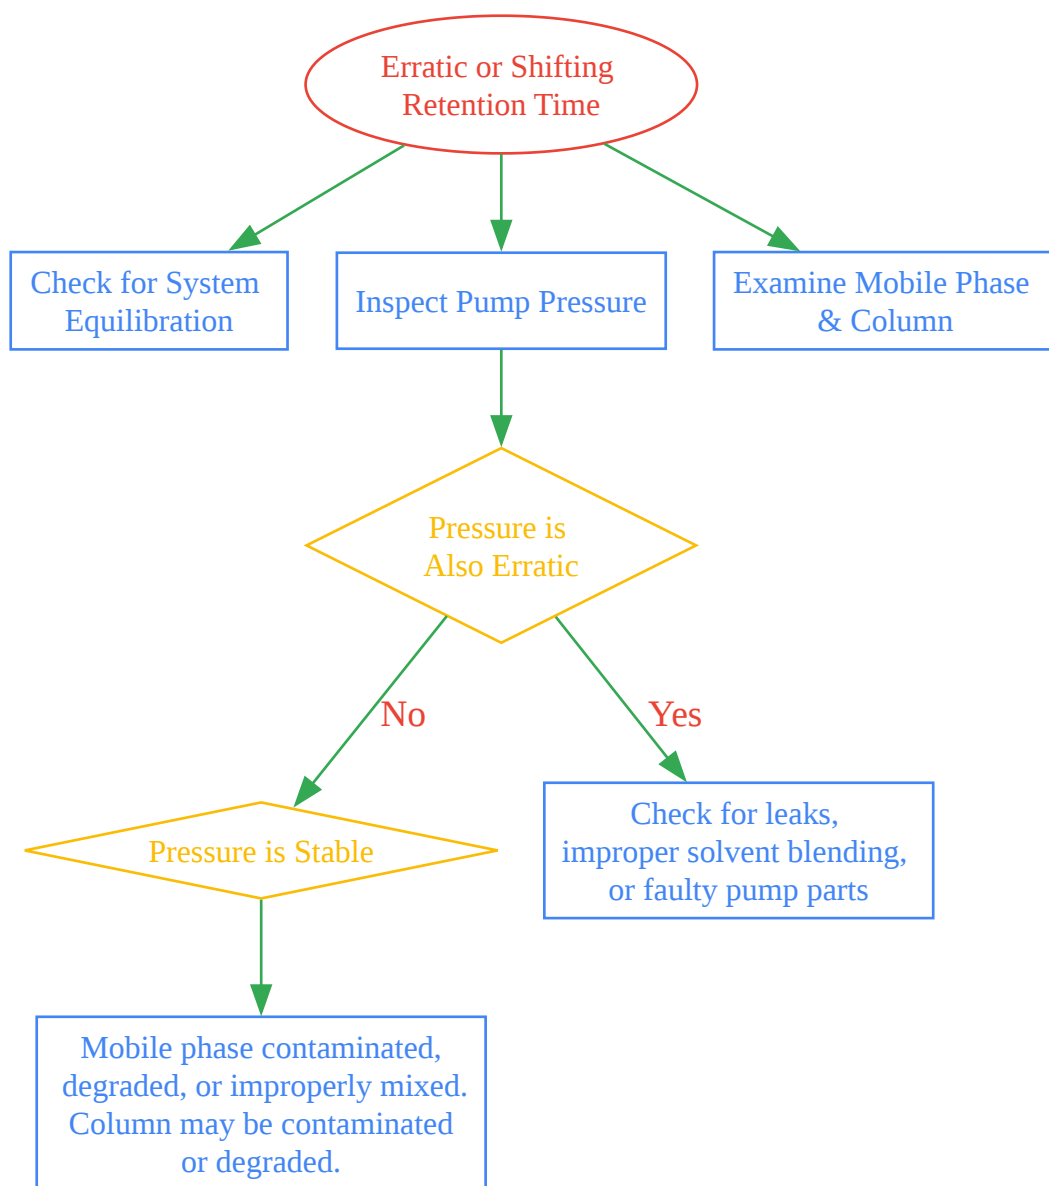 Erratic or Shifting
Retention Time
Check for System
Equilibration
Inspect Pump Pressure
Examine Mobile Phase
& Column
Pressure is
Also Erratic
No
Yes
Pressure is Stable
Check for leaks,
improper solvent blending,
or faulty pump parts
Mobile phase contaminated,
degraded, or improperly mixed.
Column may be contaminated
or degraded.